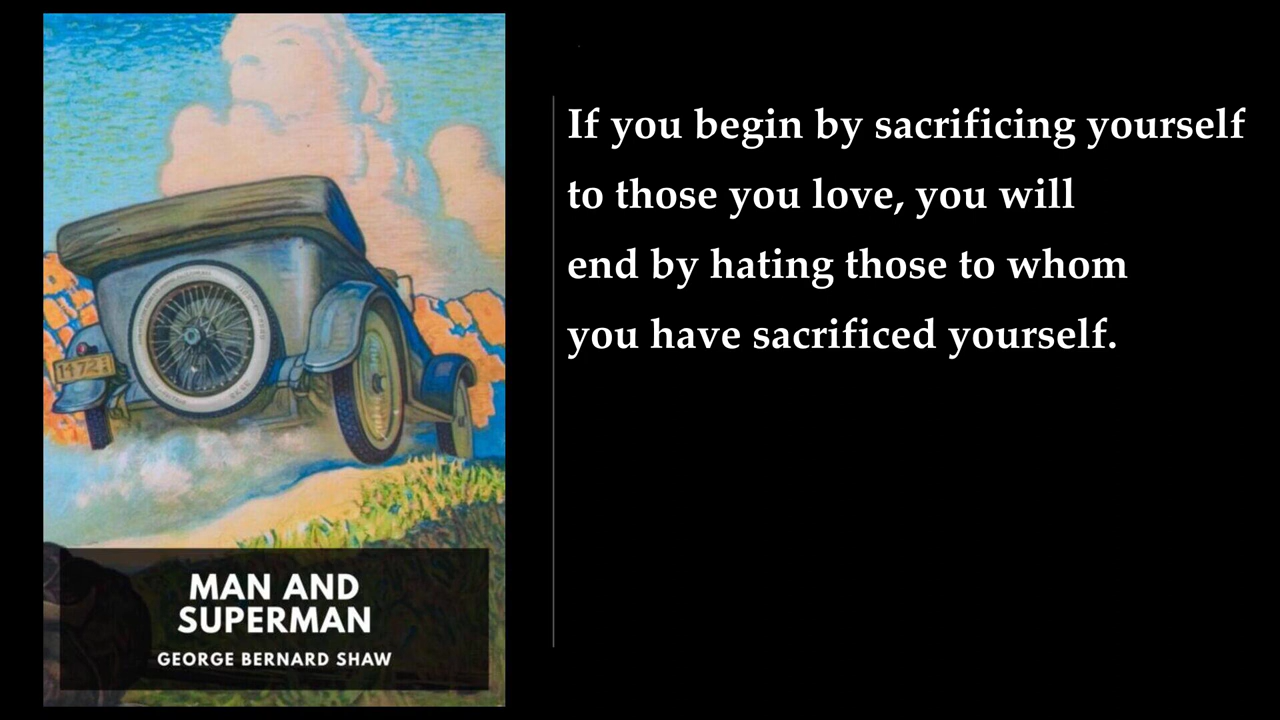 If you begin by sacrificing yourself
to those you love, you will
end by hating those to whom
you have sacrificed yourself.
1472
MAN AND
SUPERMAN
GEORGE BERNARD SHAW